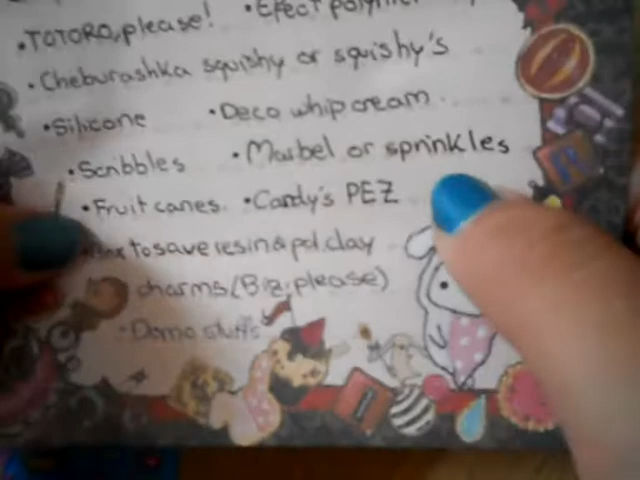 •TOTORO, please! •Efect
•Cheburashka squishy or squishy's
•Silicone •Deco whip cream
•Scribbles •Marbel or sprinkles
•Fruit canes. •Candy's PEZ
to save resin & pol. clay
charms (Big, please)
•Domo stuffs